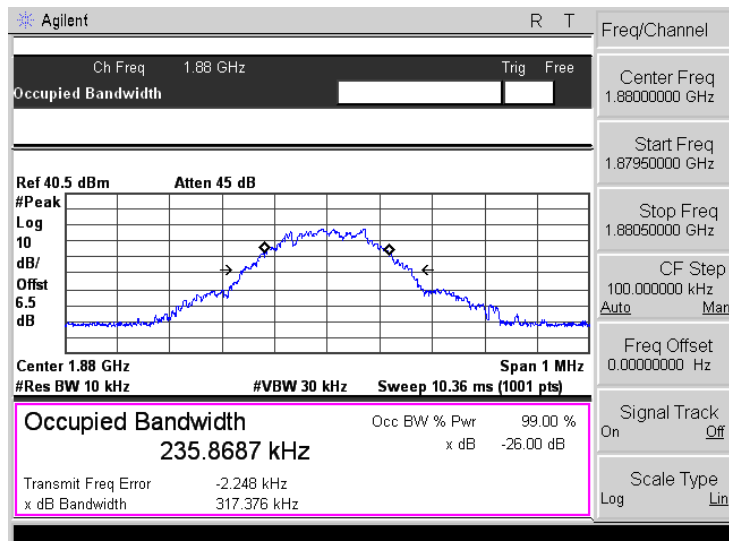 Agilent R T
Ch Freq 1.88 GHz Trig Free
Occupied Bandwidth
Ref 40.5 dBm Atten 45 dB
#Peak
Log
10
dB/
Offst
6.5
dB
Center 1.88 GHz Span 1 MHz
#Res BW 10 kHz #VBW 30 kHz Sweep 10.36 ms (1001 pts)
Occupied Bandwidth Occ BW % Pwr 99.00 %
235.8687 kHz x dB -26.00 dB
Transmit Freq Error -2.248 kHz
x dB Bandwidth 317.376 kHz
Freq/Channel
Center Freq
1.88000000 GHz
Start Freq
1.87950000 GHz
Stop Freq
1.88050000 GHz
CF Step
100.000000 kHz
Auto Man
Freq Offset
0.00000000 Hz
Signal Track
On Off
Scale Type
Log Lin